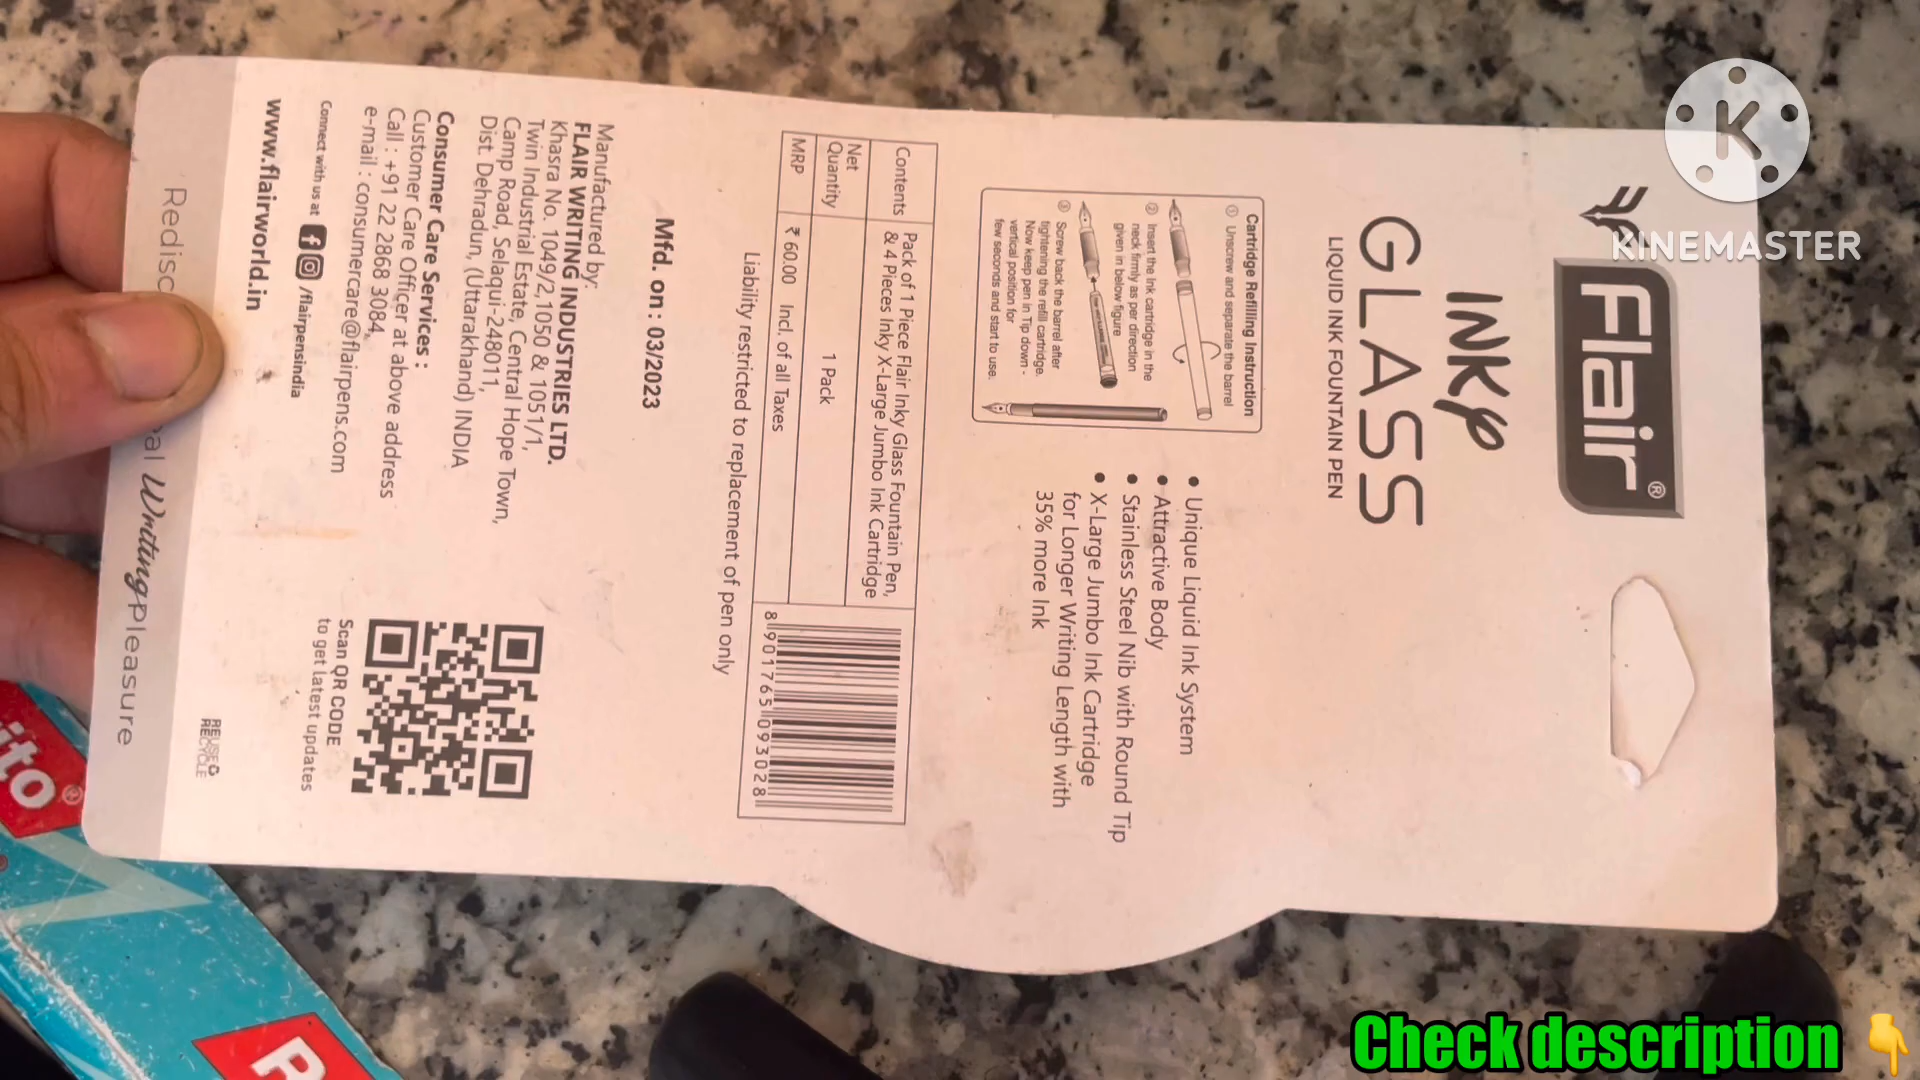 Flair®
INKY
GLASS
LIQUID INK FOUNTAIN PEN
Cartridge Refilling Instruction
① Unscrew and separate the barrel
② Insert the Ink cartridge in the
neck firmly as per direction
given in below figure
③ Screw back the barrel after
tightening the refill cartridge.
Now keep pen in Tip down -
vertical position for
few seconds and start to use.
• Unique Liquid Ink System
• Attractive Body
• Stainless Steel Nib with Round Tip
• X-Large Jumbo Ink Cartridge
for Longer Writing Length with
35% more Ink
Contents Pack of 1 Piece Flair Inky Glass Fountain Pen,
& 4 Pieces Inky X-Large Jumbo Ink Cartridge
Net
Quantity 1 Pack
MRP ₹ 60.00 Incl. of all Taxes
8 901765 093028
Liability restricted to replacement of pen only
Mfd. on : 03/2023
Manufactured by:
FLAIR WRITING INDUSTRIES LTD.
Khasra No. 1049/2,1050 & 1051/1,
Twin Industrial Estate, Central Hope Town,
Camp Road, Selaqui-248011,
Dist. Dehradun, (Uttarakhand) INDIA
Consumer Care Services :
Customer Care Officer at above address
Call : +91 22 2868 3084,
e-mail : consumercare@flairpens.com
Connect with us at /flairpensindia
www.flairworld.in
Scan QR CODE
to get latest updates
REUSE
RECYCLE
Writing Pleasure
ito®
KINEMASTER
Check description